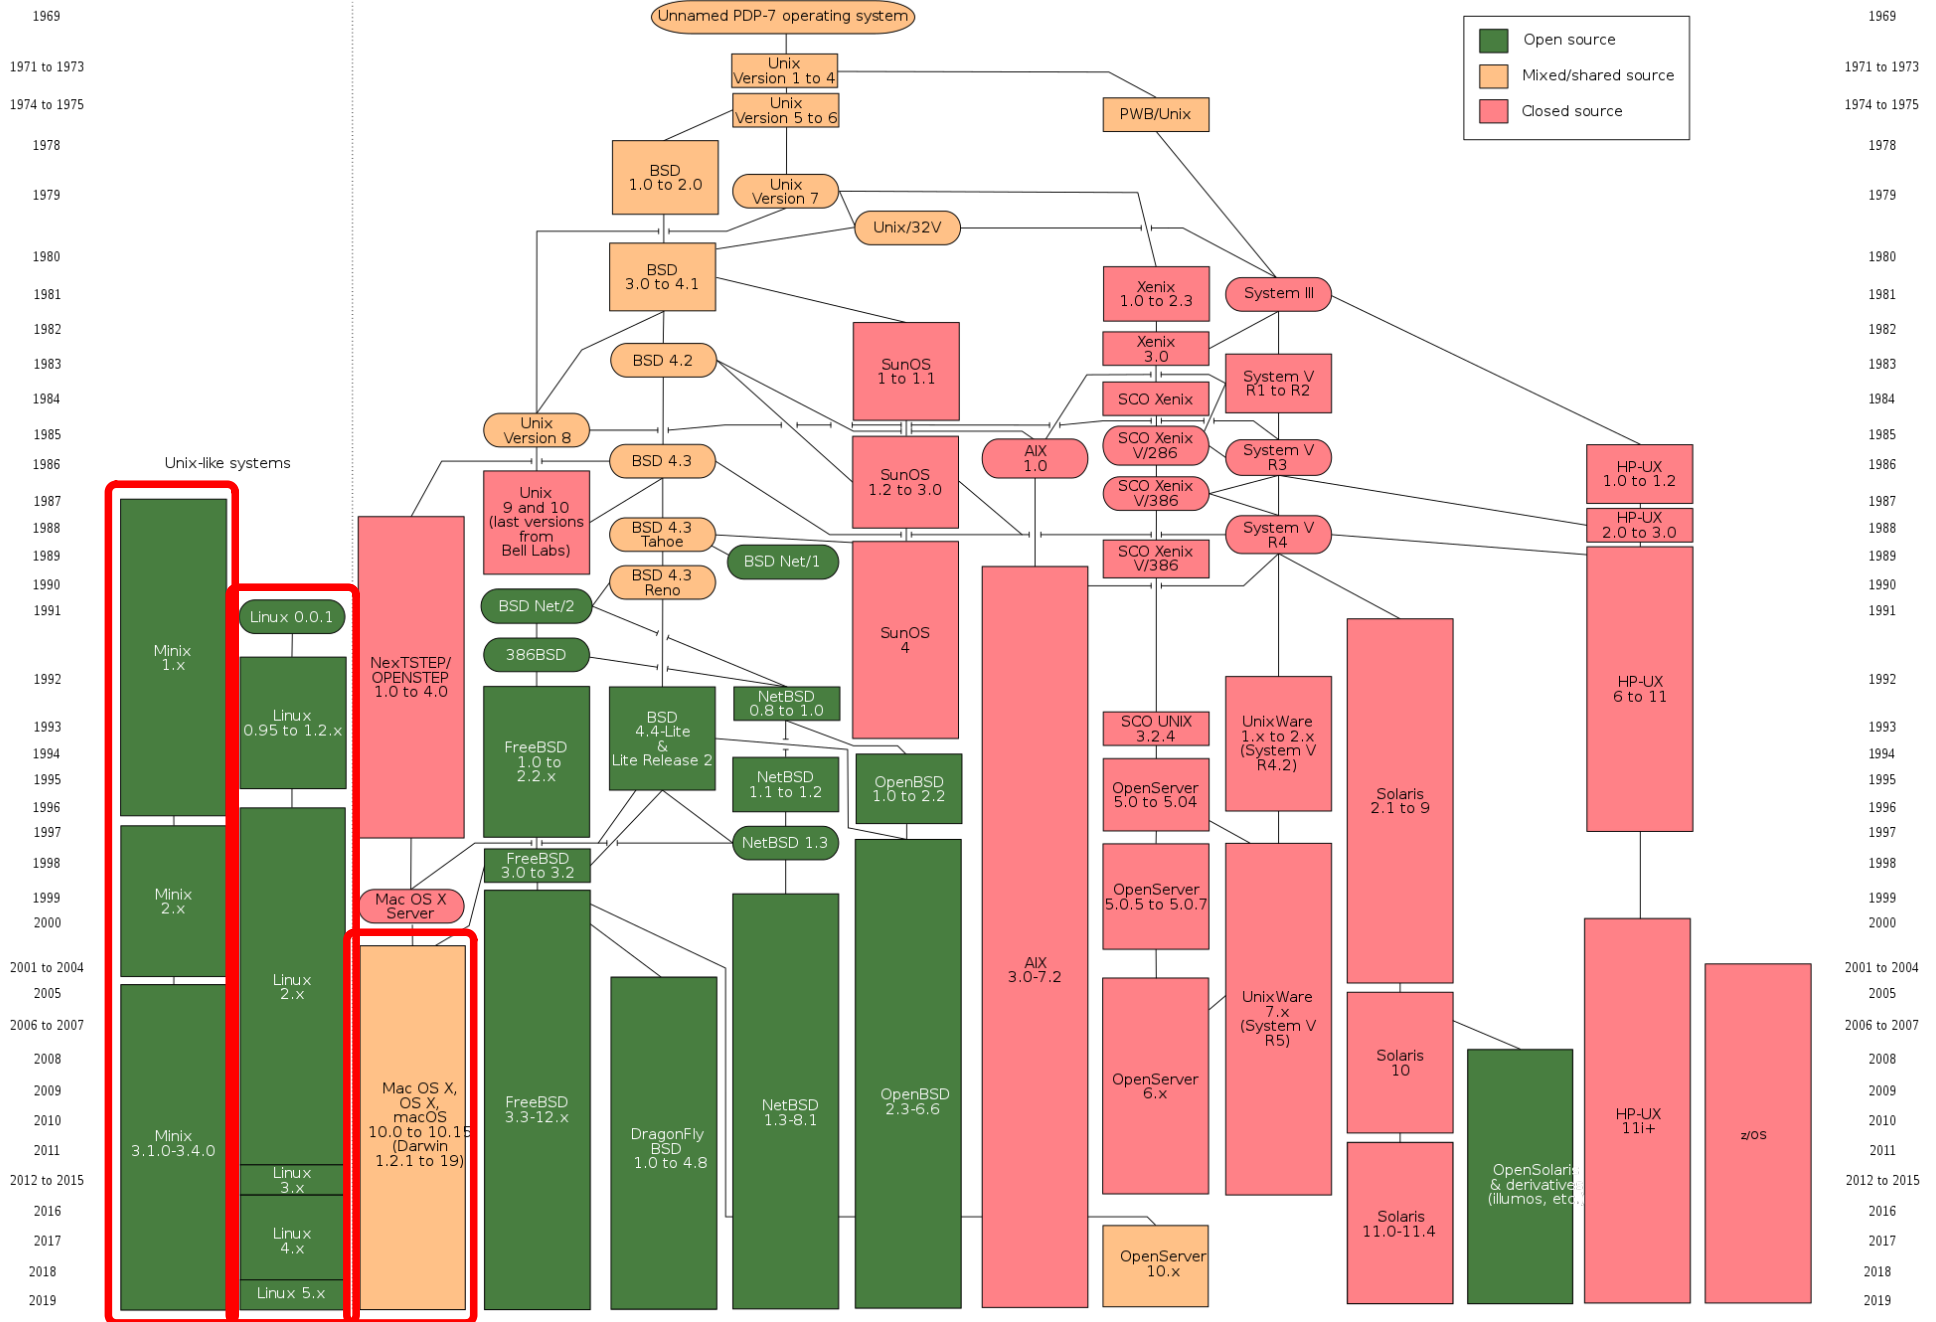 1969
1971 to 1973
1974 to 1975
1978
1979
1980
1981
1982
1983
1984
1985
1986
1987
1988
1989
1990
1991
1992
1993
1994
1995
1996
1997
1998
1999
2000
2001 to 2004
2005
2006 to 2007
2008
2009
2010
2011
2012 to 2015
2016
2017
2018
2019
Unix-like systems
Minix
1.x
Minix
2.x
Minix
3.1.0-3.4.0
Linux 0.0.1
Linux
0.95 to 1.2.x
Linux
2.x
Linux
3.x
Linux
4.x
Linux 5.x
NexTSTEP/
OPENSTEP
1.0 to 4.0
Mac OS X
Server
Mac OS X,
OS X,
macOS
10.0 to 10.15
(Darwin
1.2.1 to 19)
Unnamed PDP-7 operating system
Unix
Version 1 to 4
Unix
Version 5 to 6
PWB/Unix
BSD
1.0 to 2.0
Unix
Version 7
Unix/32V
BSD
3.0 to 4.1
BSD 4.2
Unix
Version 8
BSD 4.3
Unix
9 and 10
(last versions
from
Bell Labs)
BSD 4.3
Tahoe
BSD Net/1
BSD 4.3
Reno
BSD Net/2
386BSD
FreeBSD
1.0 to
2.2.x
BSD
4.4-Lite
&
Lite Release 2
NetBSD
0.8 to 1.0
NetBSD
1.1 to 1.2
NetBSD 1.3
OpenBSD
1.0 to 2.2
FreeBSD
3.0 to 3.2
FreeBSD
3.3-12.x
DragonFly
BSD
1.0 to 4.8
NetBSD
1.3-8.1
OpenBSD
2.3-6.6
SunOS
1 to 1.1
SunOS
1.2 to 3.0
SunOS
4
AIX
1.0
AIX
3.0-7.2
Xenix
1.0 to 2.3
Xenix
3.0
SCO Xenix
SCO Xenix
V/286
SCO Xenix
V/386
SCO Xenix
V/386
SCO UNIX
3.2.4
OpenServer
5.0 to 5.04
OpenServer
5.0.5 to 5.0.7
OpenServer
6.x
OpenServer
10.x
System III
System V
R1 to R2
System V
R3
System V
R4
UnixWare
1.x to 2.x
(System V
R4.2)
UnixWare
7.x
(System V
R5)
Solaris
2.1 to 9
Solaris
10
Solaris
11.0-11.4
OpenSolaris
& derivatives
(illumos, etc.)
HP-UX
1.0 to 1.2
HP-UX
2.0 to 3.0
HP-UX
6 to 11
HP-UX
11i+
z/OS
Open source
Mixed/shared source
Closed source
1969
1971 to 1973
1974 to 1975
1978
1979
1980
1981
1982
1983
1984
1985
1986
1987
1988
1989
1990
1991
1992
1993
1994
1995
1996
1997
1998
1999
2000
2001 to 2004
2005
2006 to 2007
2008
2009
2010
2011
2012 to 2015
2016
2017
2018
2019